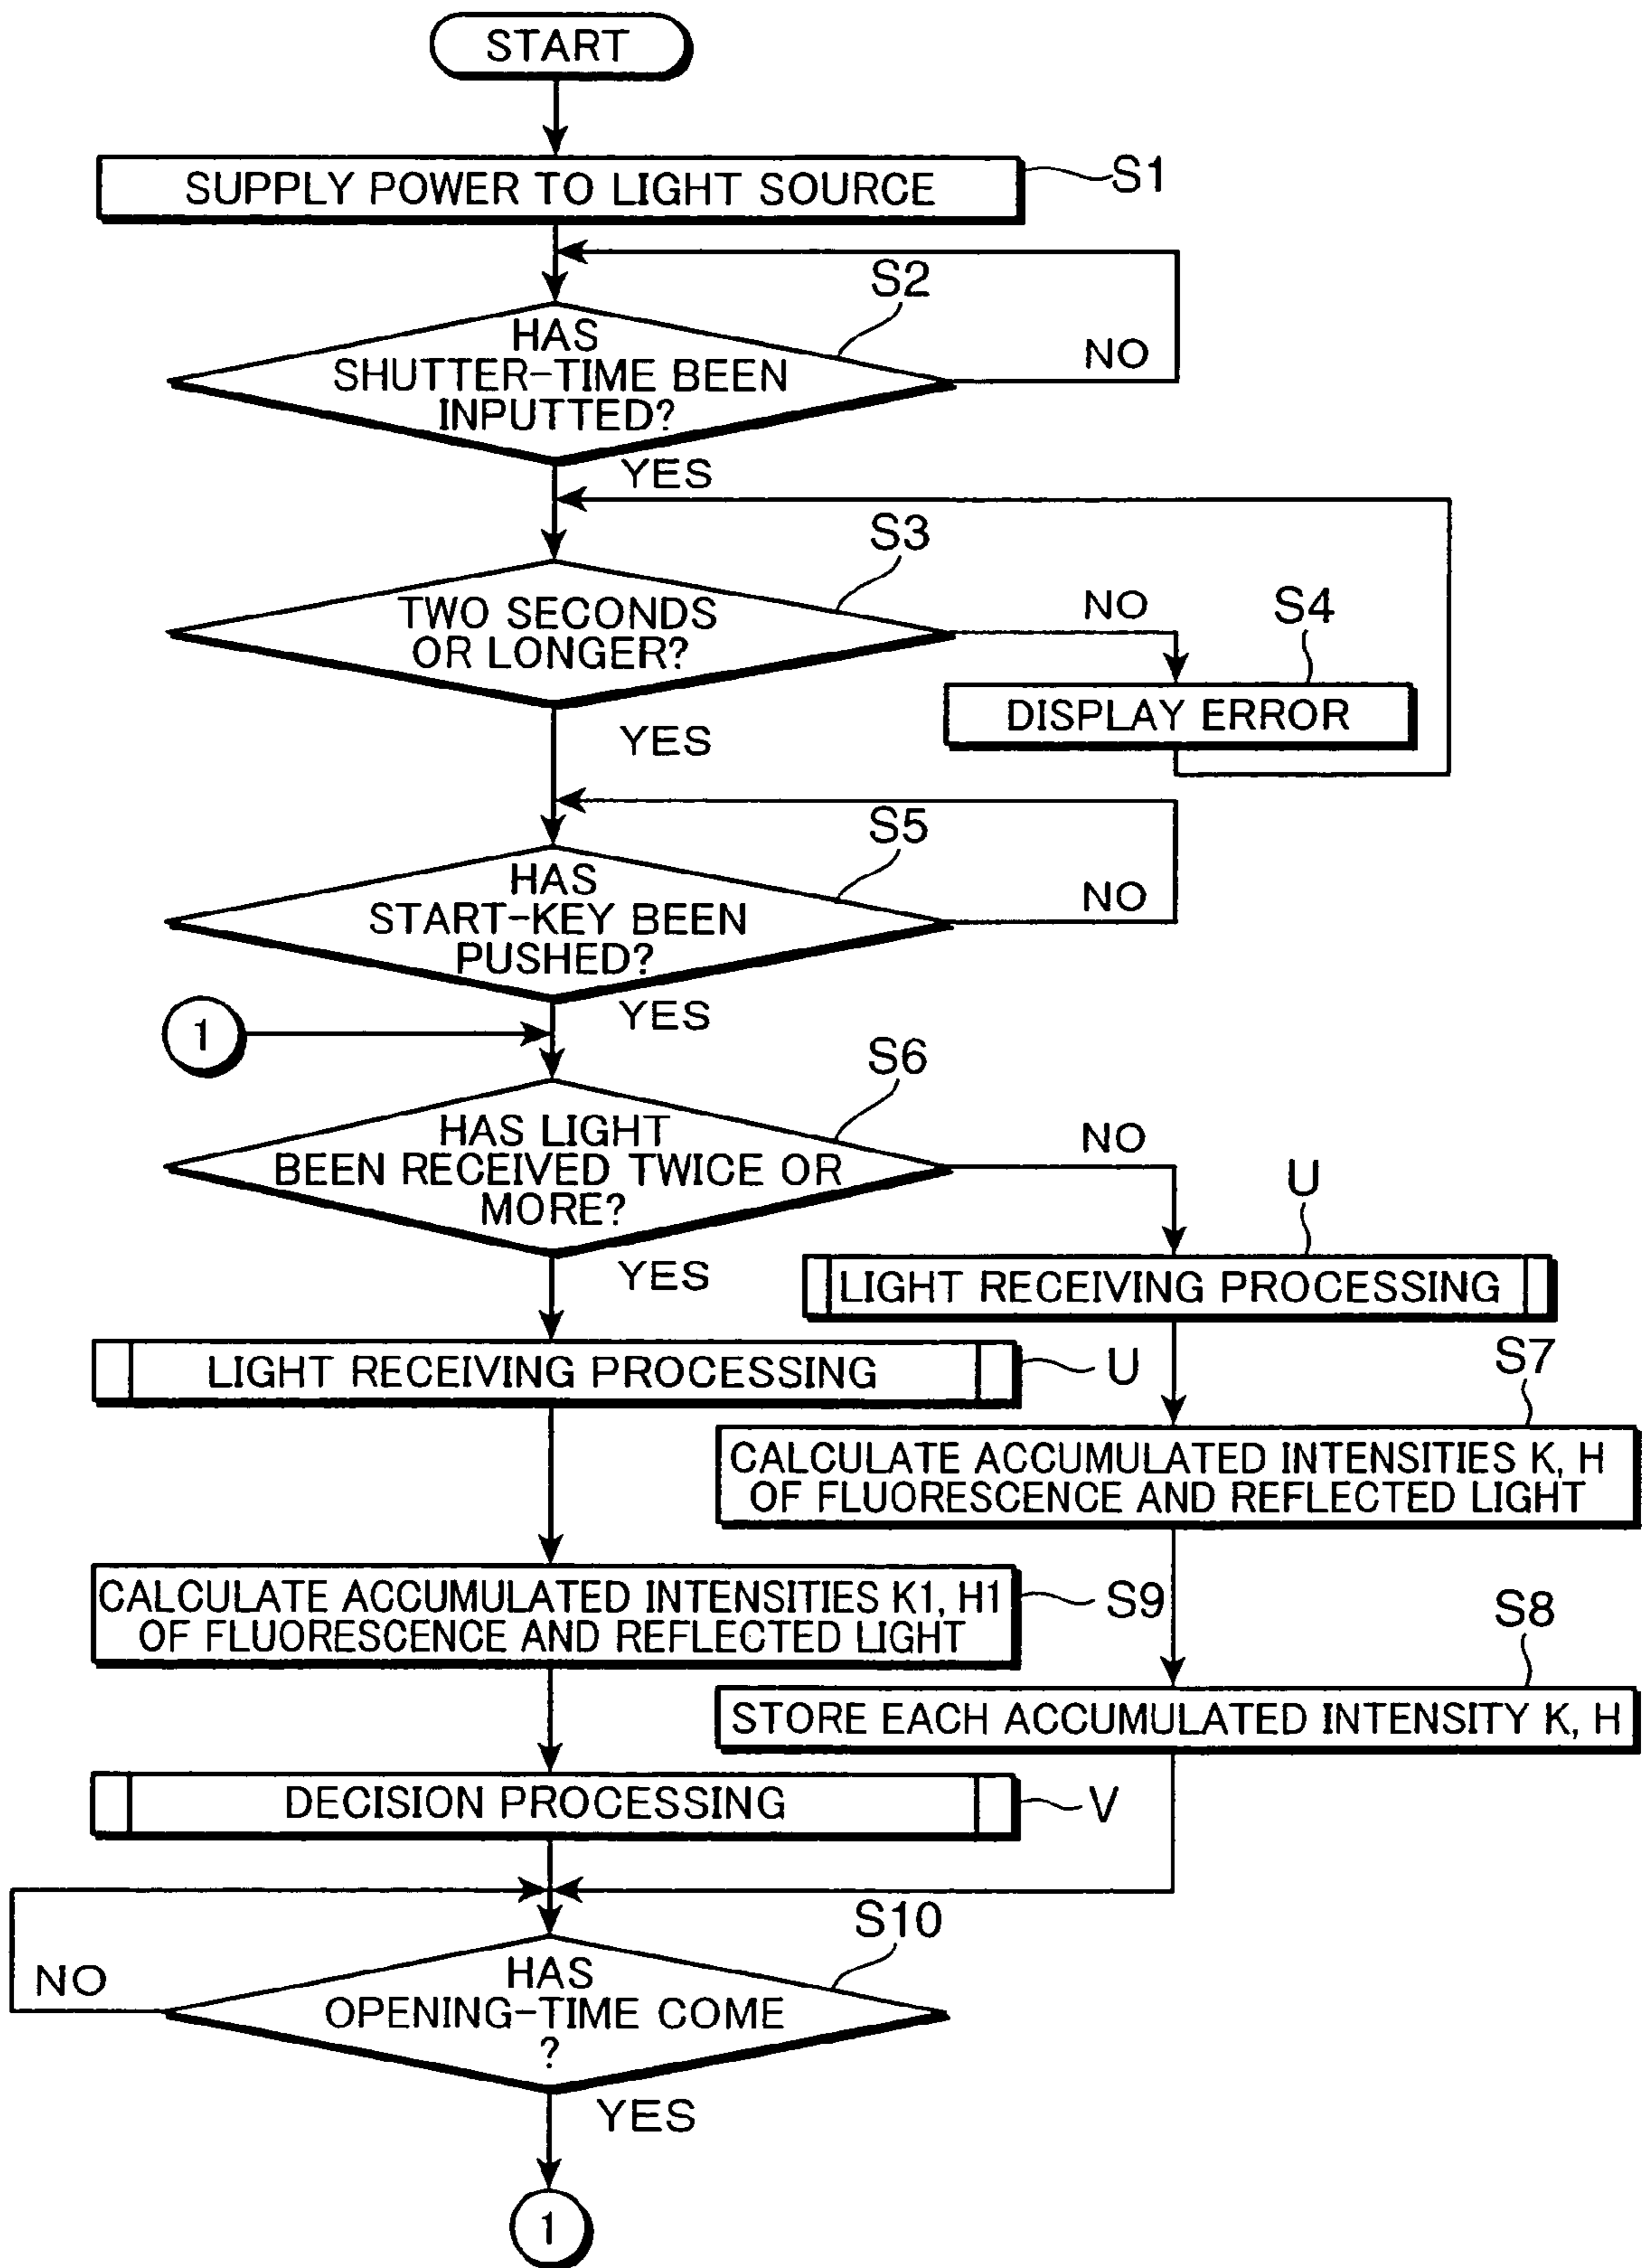 START
SUPPLY POWER TO LIGHT SOURCE
S1
S2
HAS
SHUTTER-TIME BEEN
INPUTTED?
NO
YES
S3
TWO SECONDS
OR LONGER?
NO
S4
DISPLAY ERROR
YES
S5
HAS
START-KEY BEEN
PUSHED?
NO
YES
1
S6
HAS LIGHT
BEEN RECEIVED TWICE OR
MORE?
NO
U
LIGHT RECEIVING PROCESSING
YES
LIGHT RECEIVING PROCESSING
U
S7
CALCULATE ACCUMULATED INTENSITIES K, H
OF FLUORESCENCE AND REFLECTED LIGHT
CALCULATE ACCUMULATED INTENSITIES K1, H1
OF FLUORESCENCE AND REFLECTED LIGHT
S9
S8
STORE EACH ACCUMULATED INTENSITY K, H
DECISION PROCESSING
V
S10
HAS
OPENING-TIME COME
?
NO
YES
1